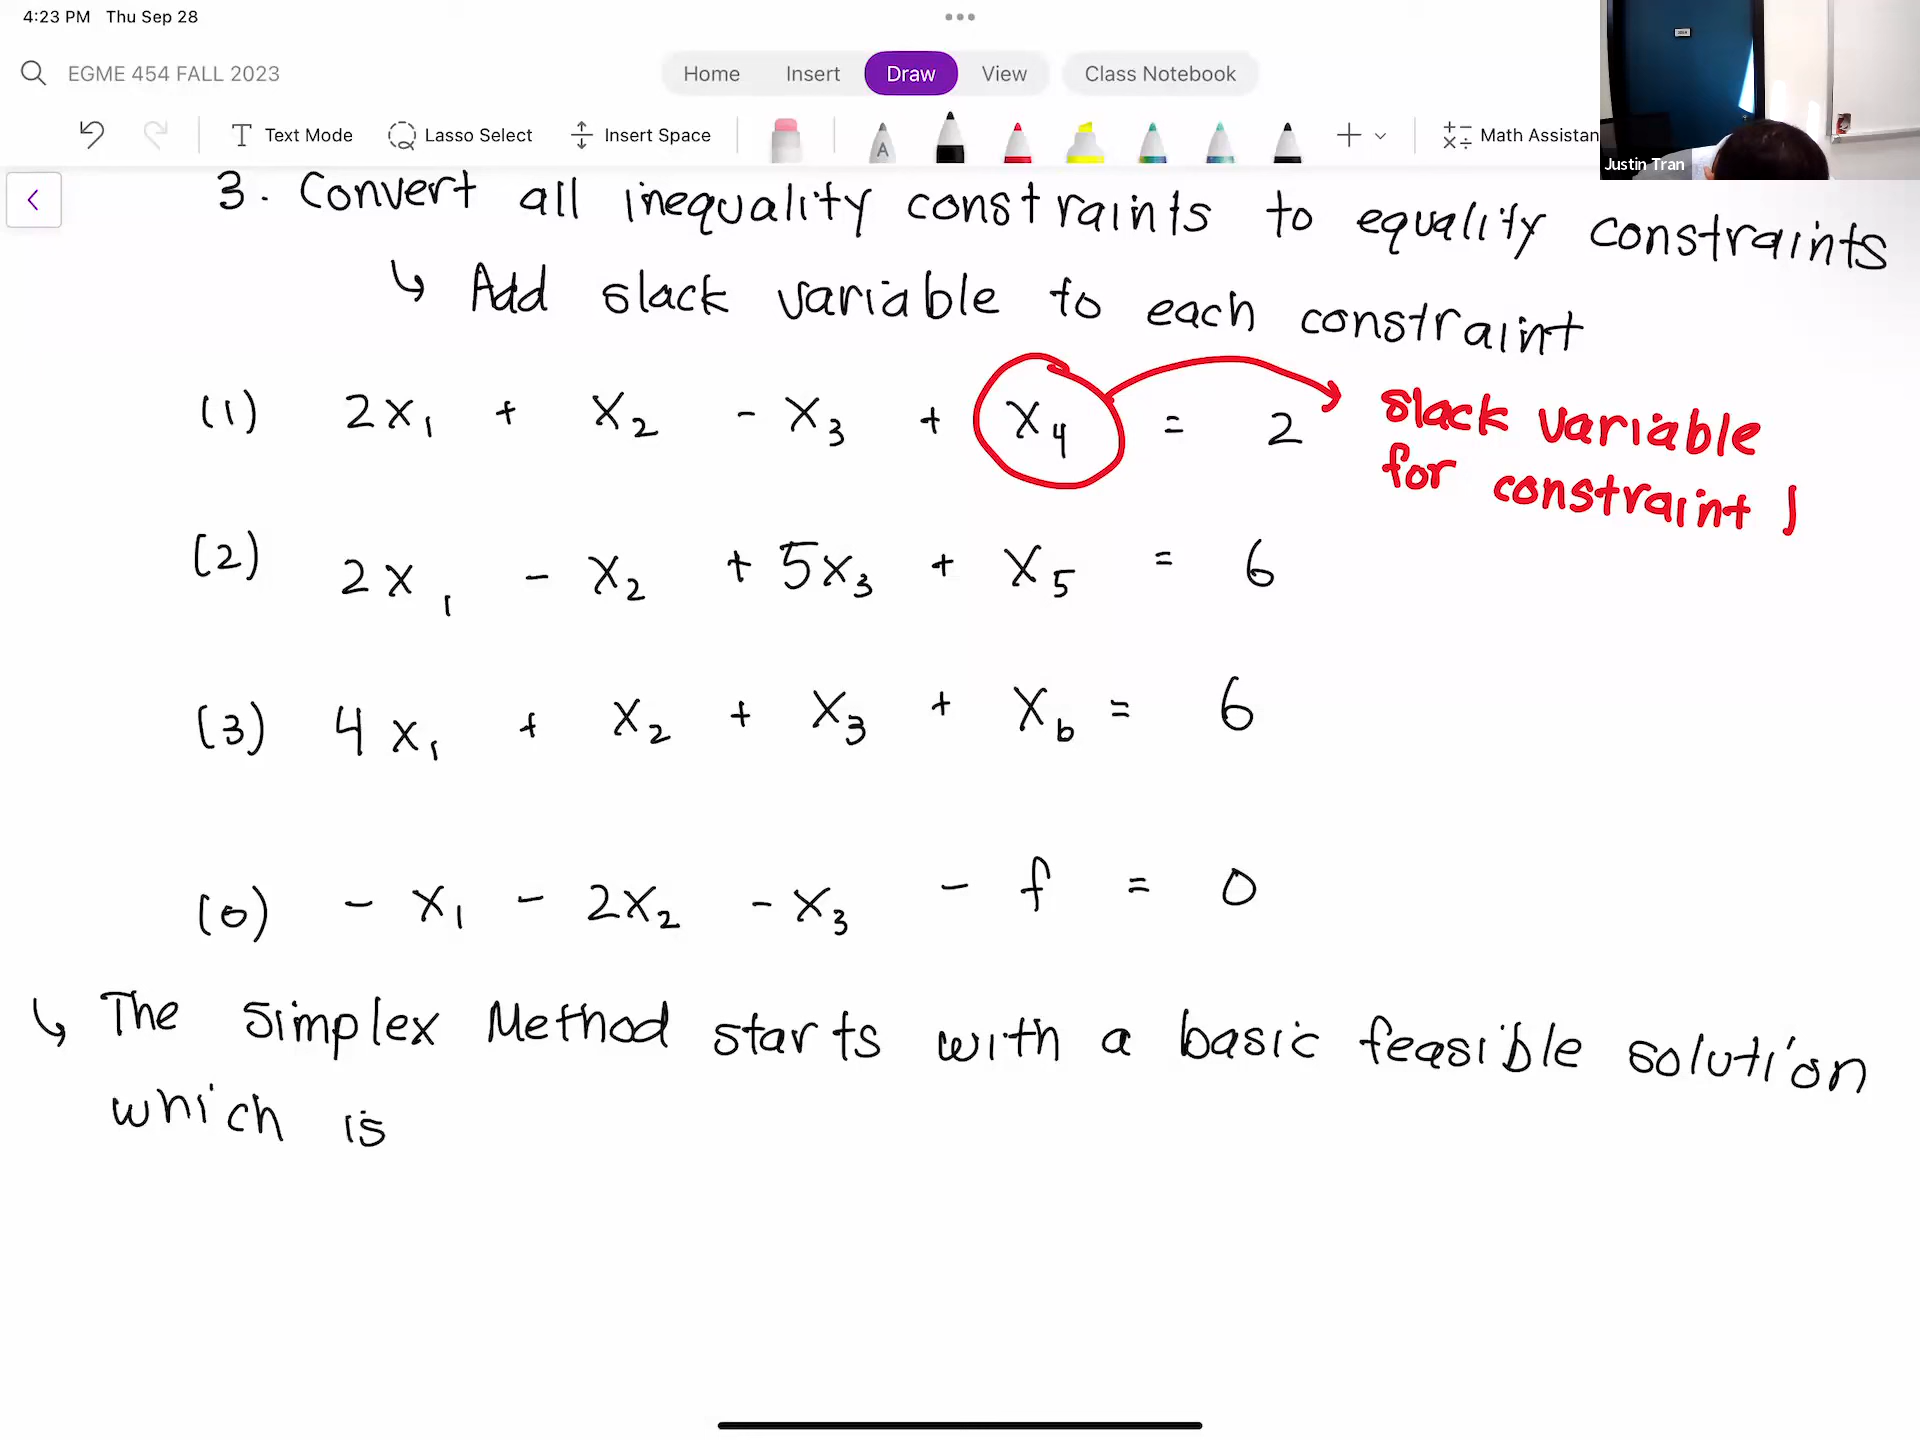 4:23 PM Thu Sep 28
EGME 454 FALL 2023
Home Insert Draw View Class Notebook
Text Mode Lasso Select Insert Space A Math Assistan
Justin Tran
3. Convert all inequality constraints to equality constraints
↳ Add slack variable to each constraint
(1) 2x₁ + x₂ - x₃ + x₄ = 2
slack variable
for constraint 1
(2) 2x₁ - x₂ + 5x₃ + x₅ = 6
(3) 4x₁ + x₂ + x₃ + x₆ = 6
(0) - x₁ - 2x₂ - x₃ - f = 0
↳ The Simplex Method starts with a basic feasible solution
which is